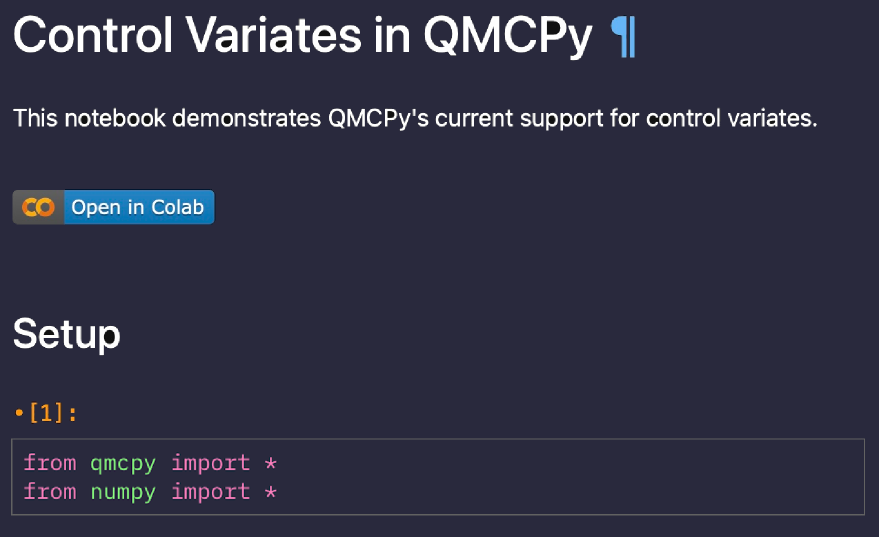 Control Variates in QMCPy ¶
This notebook demonstrates QMCPy's current support for control variates.
Open in Colab
Setup
•[1]:
from qmcpy import *
from numpy import *